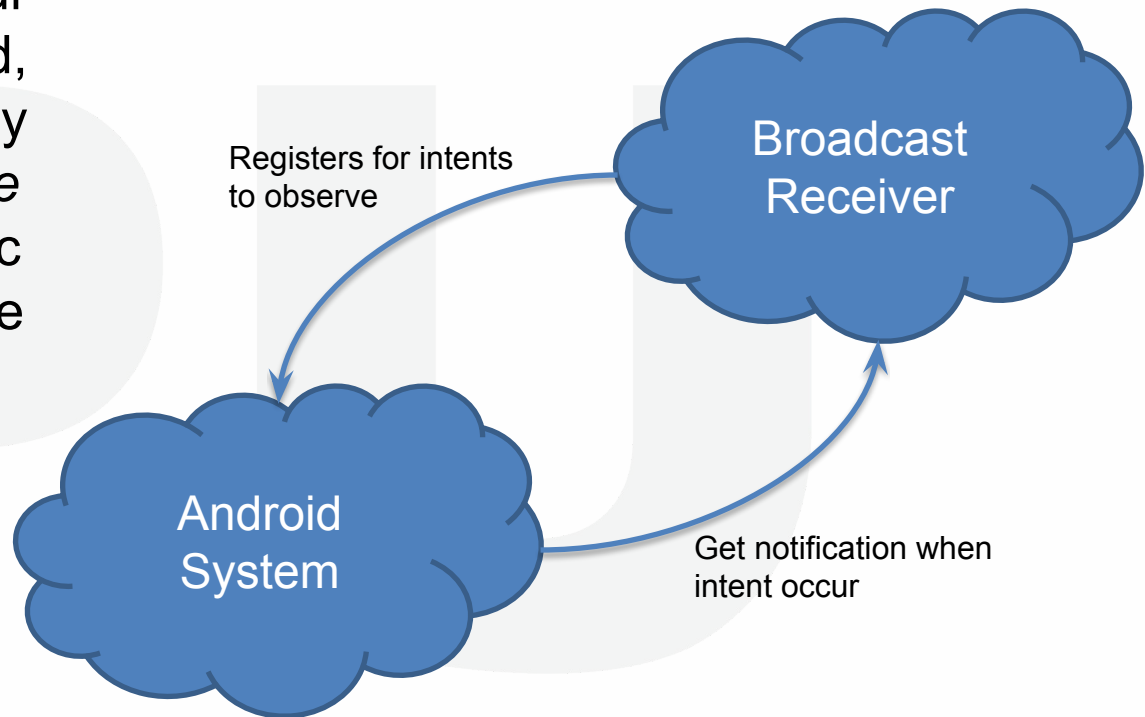 d,
y
e
c
e
Registers for intents
to observe
Broadcast
Receiver
Android
System
Get notification when
intent occur